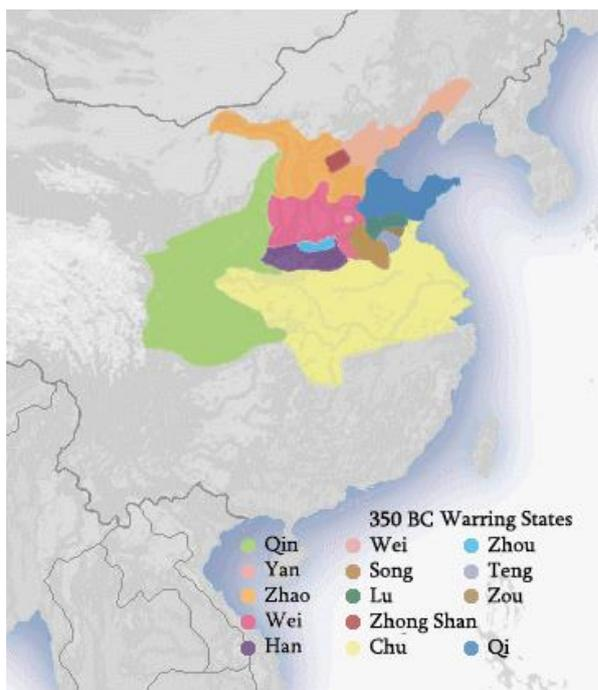 350 BC Warring States
Qin Wei Zhou
Yan Song Teng
Zhao Lu Zou
Wei Zhong Shan
Han Chu Qi